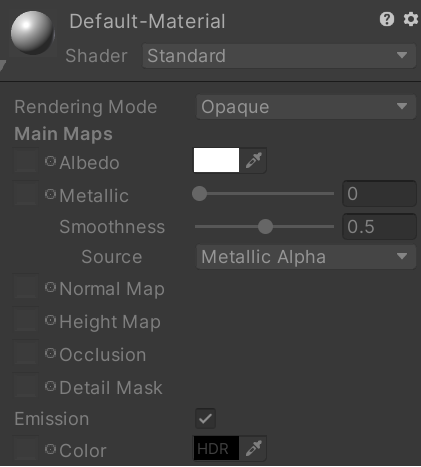 Default-Material
Shader Standard
Rendering Mode Opaque
Main Maps
Albedo
Metallic 0
Smoothness 0.5
Source Metallic Alpha
Normal Map
Height Map
Occlusion
Detail Mask
Emission
Color HDR